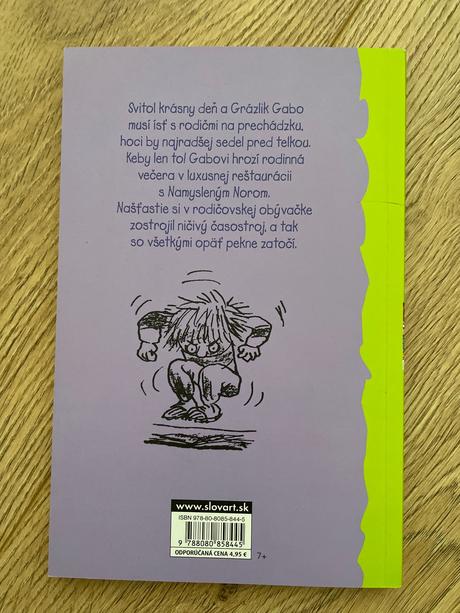 Svitol krásny deň a Grázlik Gabo
musí ísť s rodičmi na prechádzku,
hoci by najradšej sedel pred telkou.
Keby len to! Gabovi hrozí rodinná
večera v luxusnej reštaurácii
s Namysleným Norom.
Našťastie si v rodičovskej obývačke
zostrojil ničivý časostroj, a tak
so všetkými opäť pekne zatočí.
www.slovart.sk
ISBN 978-80-8085-844-5
9 788080 858445
ODPORÚČANÁ CENA 4,95 €
7+